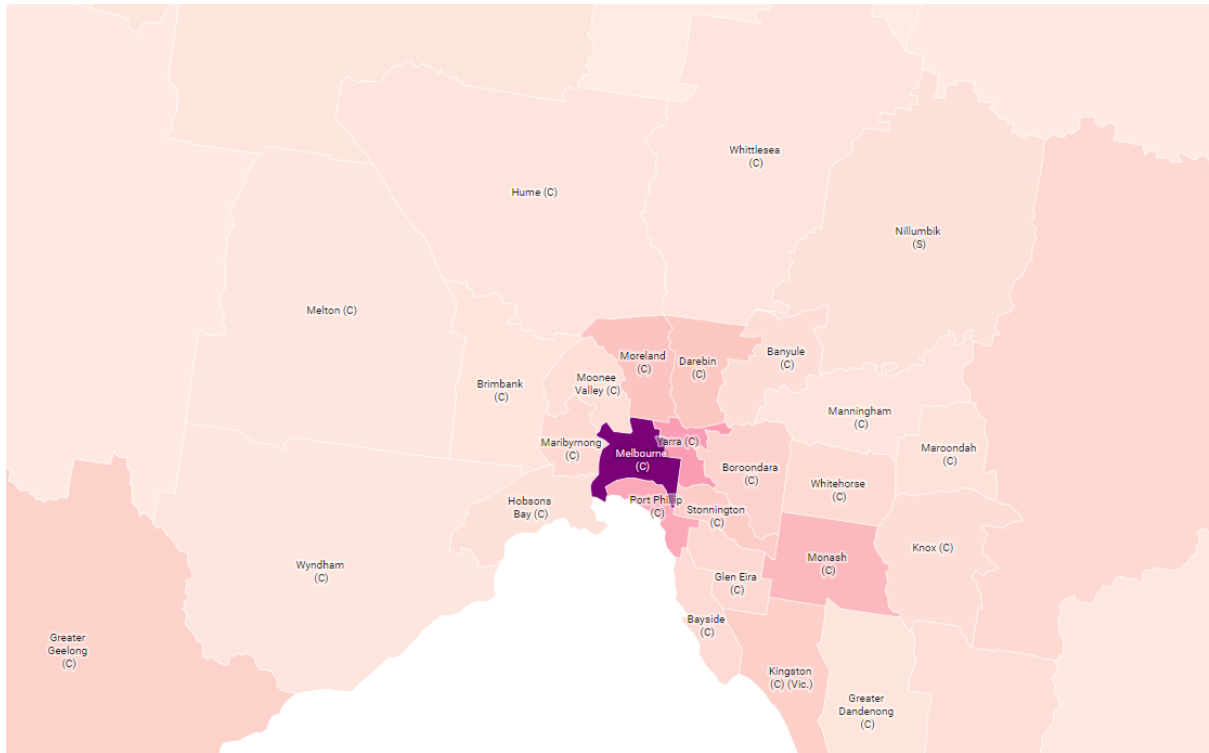 Whittlesea
(C)
Hume (C)
Nillumbik
(S)
Melton (C)
Moreland
(C)
Darebin
(C)
Banyule
(C)
Brimbank
(C)
Moonee
Valley (C)
Manningham
(C)
Maribyrnong
(C)
Melbourne
(C)
Yarra (C)
Boroondara
(C)
Maroondah
(C)
Whitehorse
(C)
Hobsons
Bay (C)
Port Phillip
(C)
Stonnington
(C)
Knox (C)
Monash
(C)
Wyndham
(C)
Glen Eira
(C)
Bayside
(C)
Greater
Geelong
(C)
Kingston
(C) (Vic.)
Greater
Dandenong
(C)